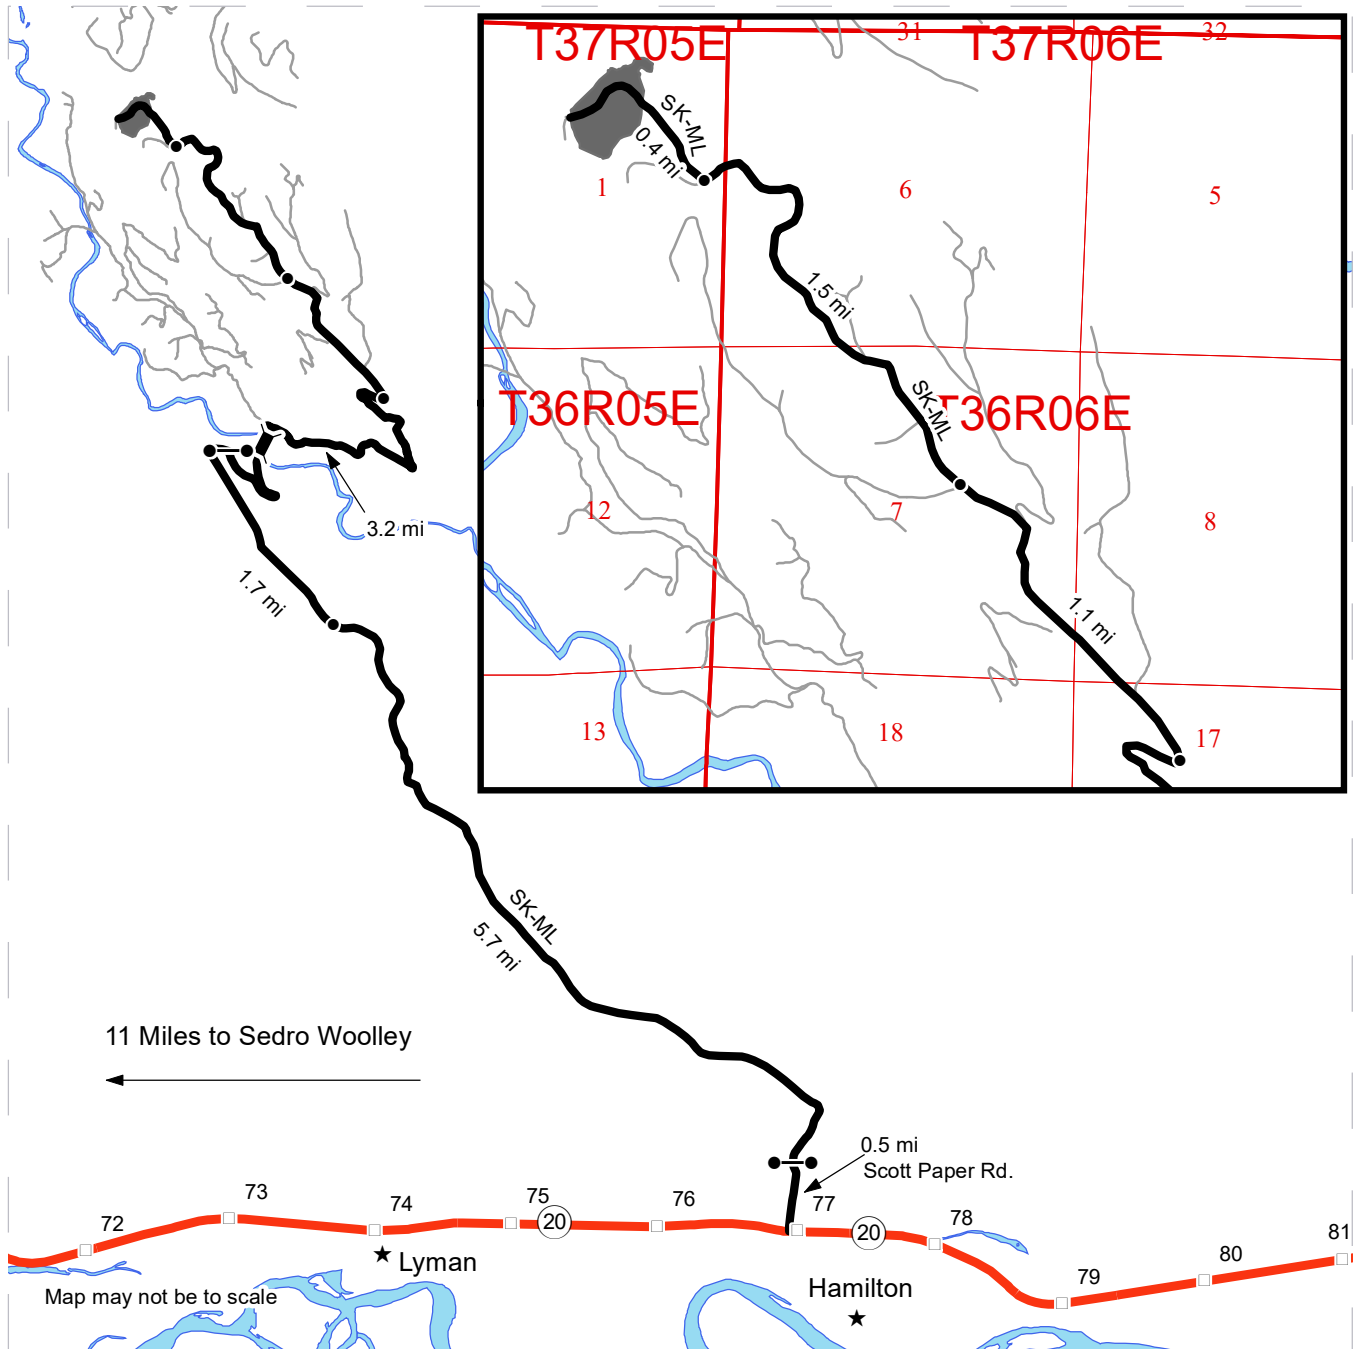 T37R05E
31
T37R06E
32
SK-ML
0.4 mi
1
6
5
1.5 mi
T36R05E
SK-ML
T36R06E
12
7
8
3.2 mi
1.7 mi
1.1 mi
13
18
17
SK-ML
5.7 mi
11 Miles to Sedro Woolley
0.5 mi
Scott Paper Rd.
72
73
74
75
20
76
77
20
78
79
80
81
Lyman
Hamilton
Map may not be to scale